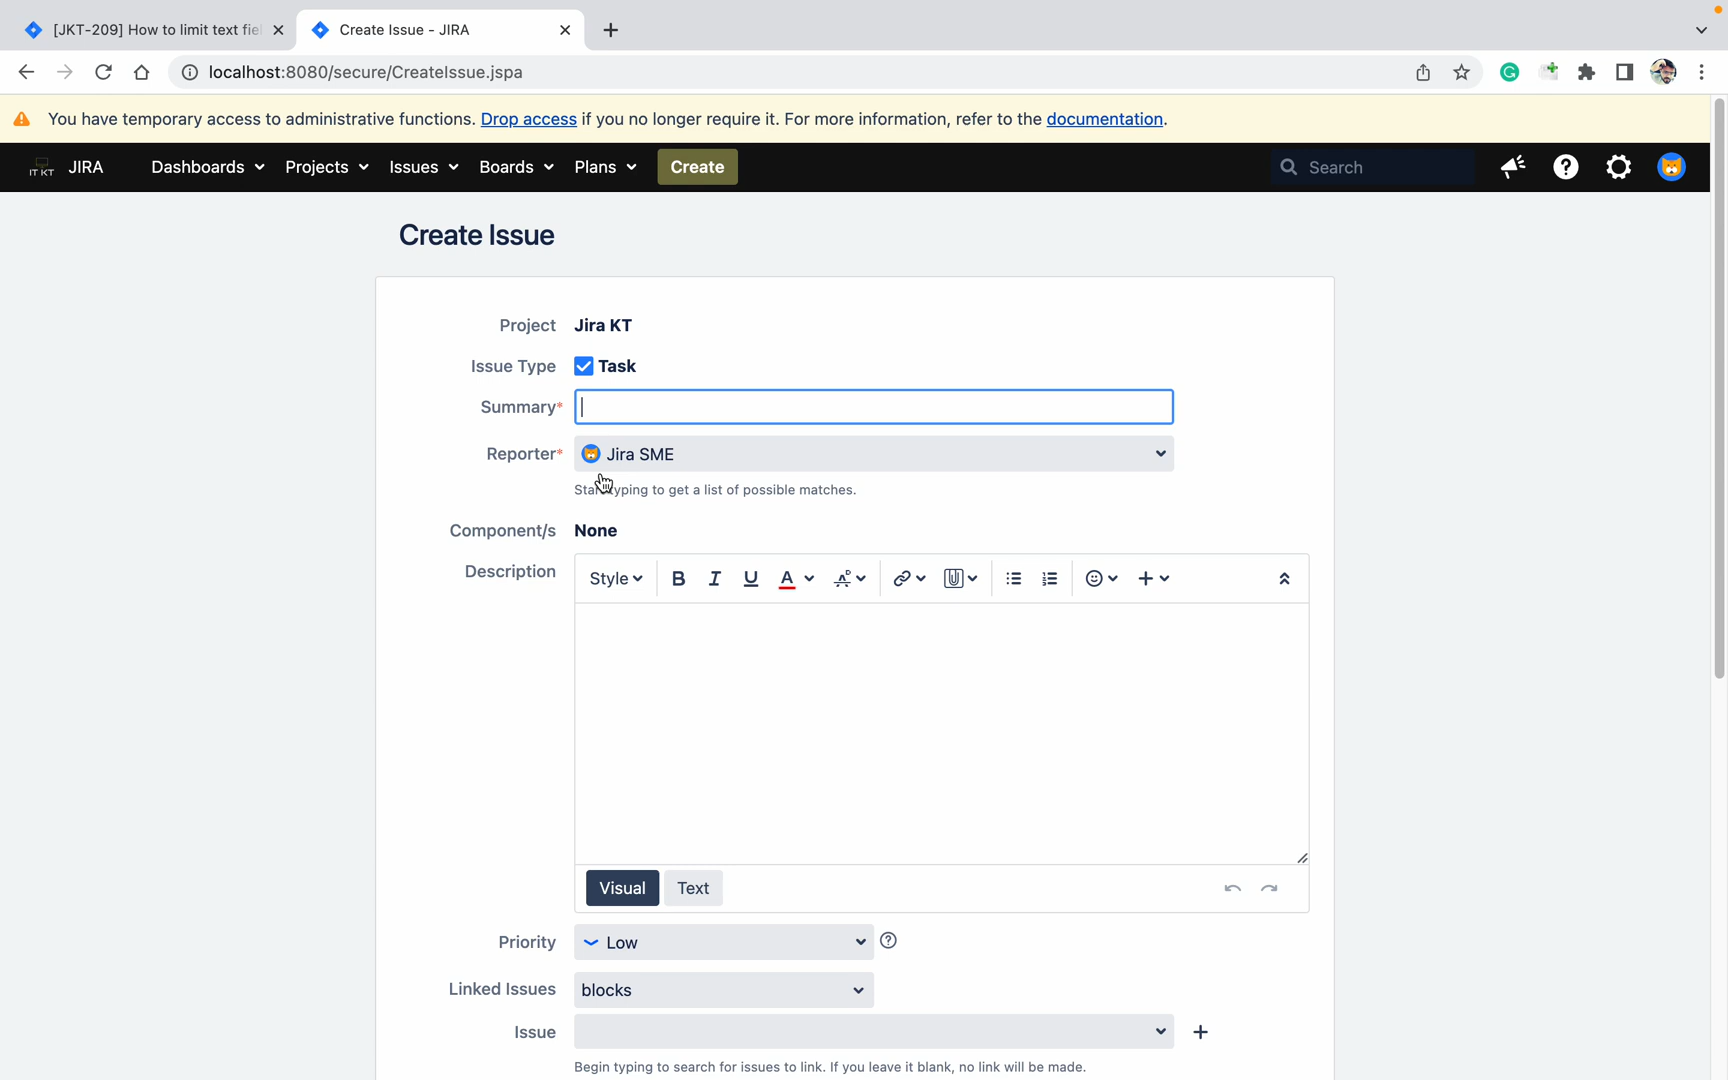 [JKT-209] How to limit text fie
Create Issue - JIRA
localhost:8080/secure/CreateIssue.jspa
You have temporary access to administrative functions. Drop access if you no longer require it. For more information, refer to the documentation.
IT KT JIRA Dashboards Projects Issues Boards Plans Create Search
Create Issue
Project Jira KT
Issue Type Task
Summary*
Reporter* Jira SME
typing to get a list of possible matches.
Component/s None
Description Style B I U A
Visual Text
Priority Low
Linked Issues blocks
Issue
Begin typing to search for issues to link. If you leave it blank, no link will be made.